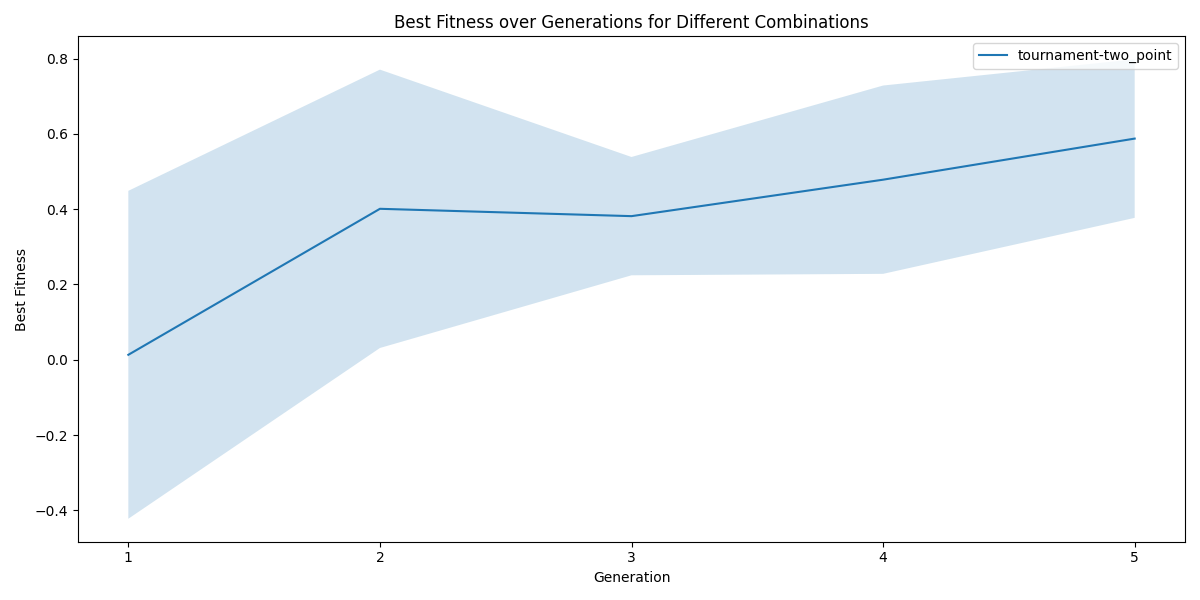 Best Fitness over Generations for Different Combinations
tournament-two_point
Best Fitness
0.8
0.6
0.4
0.2
0.0
−0.2
−0.4
1 2 3 4 5
Generation